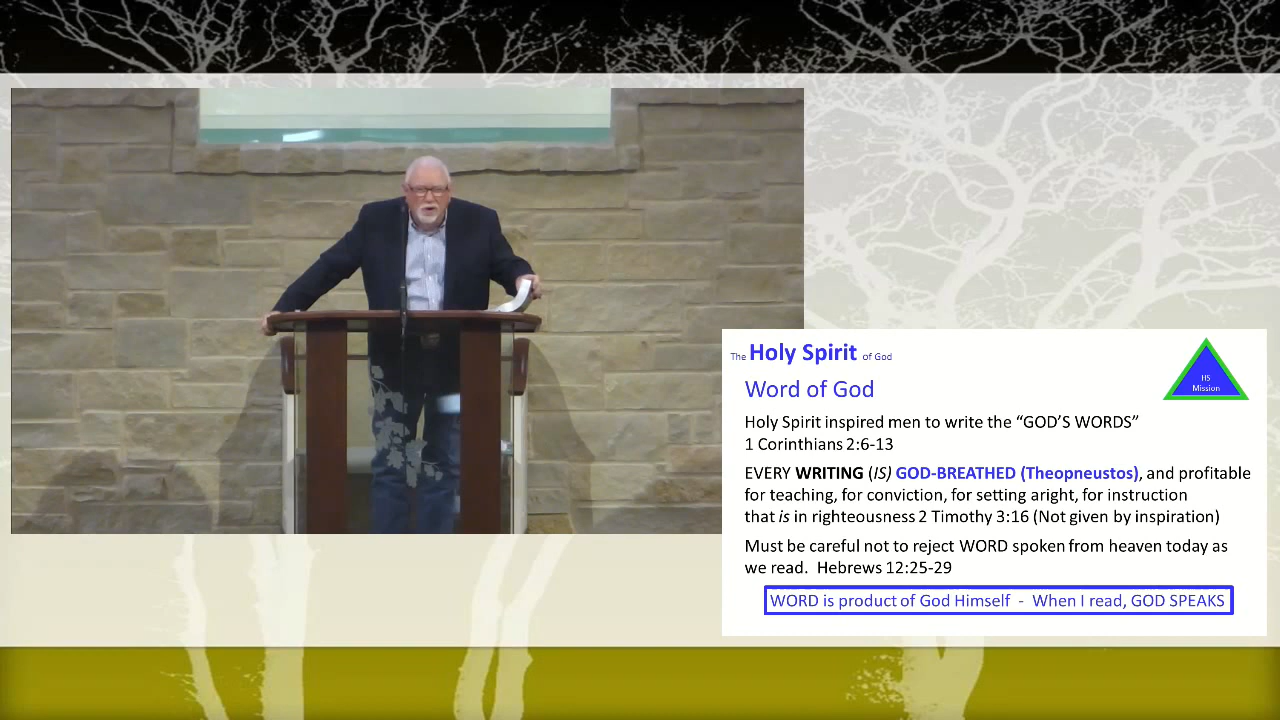 The Holy Spirit of God
HS
Mission
Word of God
Holy Spirit inspired men to write the “GOD’S WORDS”
1 Corinthians 2:6-13
EVERY WRITING (IS) GOD-BREATHED (Theopneustos), and profitable
for teaching, for conviction, for setting aright, for instruction
that is in righteousness 2 Timothy 3:16 (Not given by inspiration)
Must be careful not to reject WORD spoken from heaven today as
we read.  Hebrews 12:25-29
WORD is product of God Himself  -  When I read, GOD SPEAKS